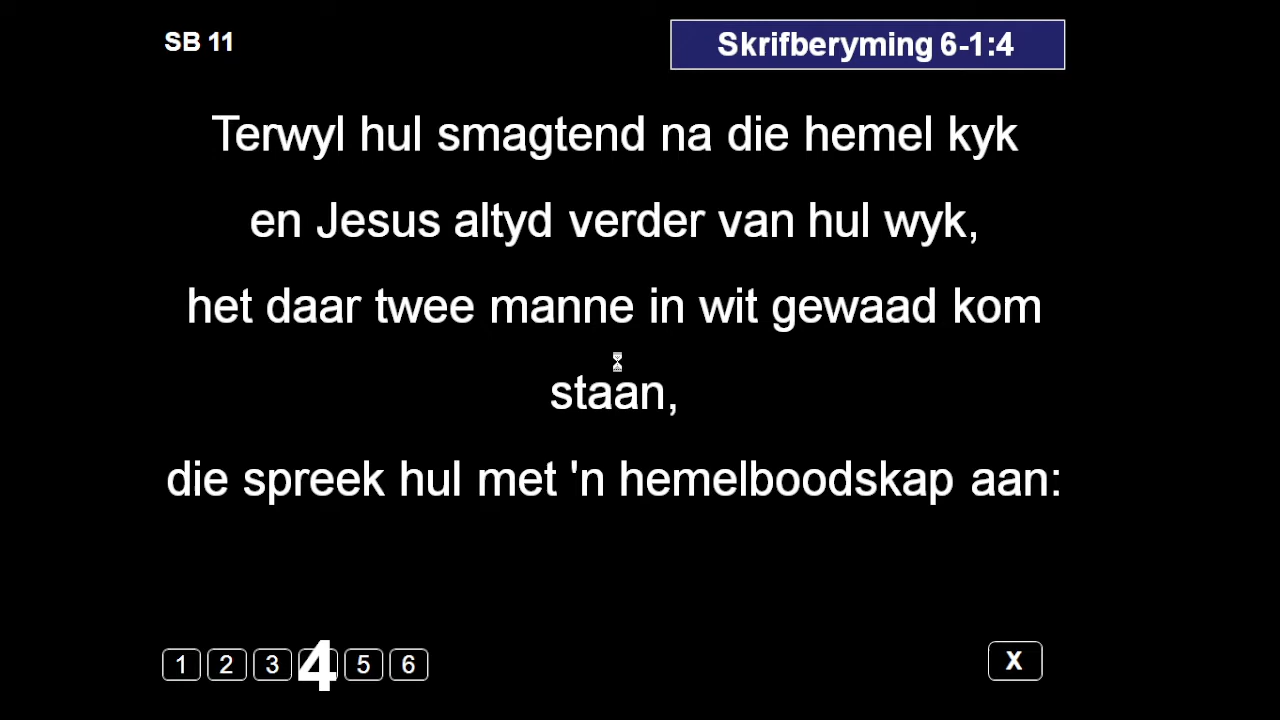 SB 11
Skrifberyming 6-1:4
Terwyl hul smagtend na die hemel kyk
en Jesus altyd verder van hul wyk,
het daar twee manne in wit gewaad kom
staan,
die spreek hul met 'n hemelboodskap aan:
1 2 3 4 5 6
X